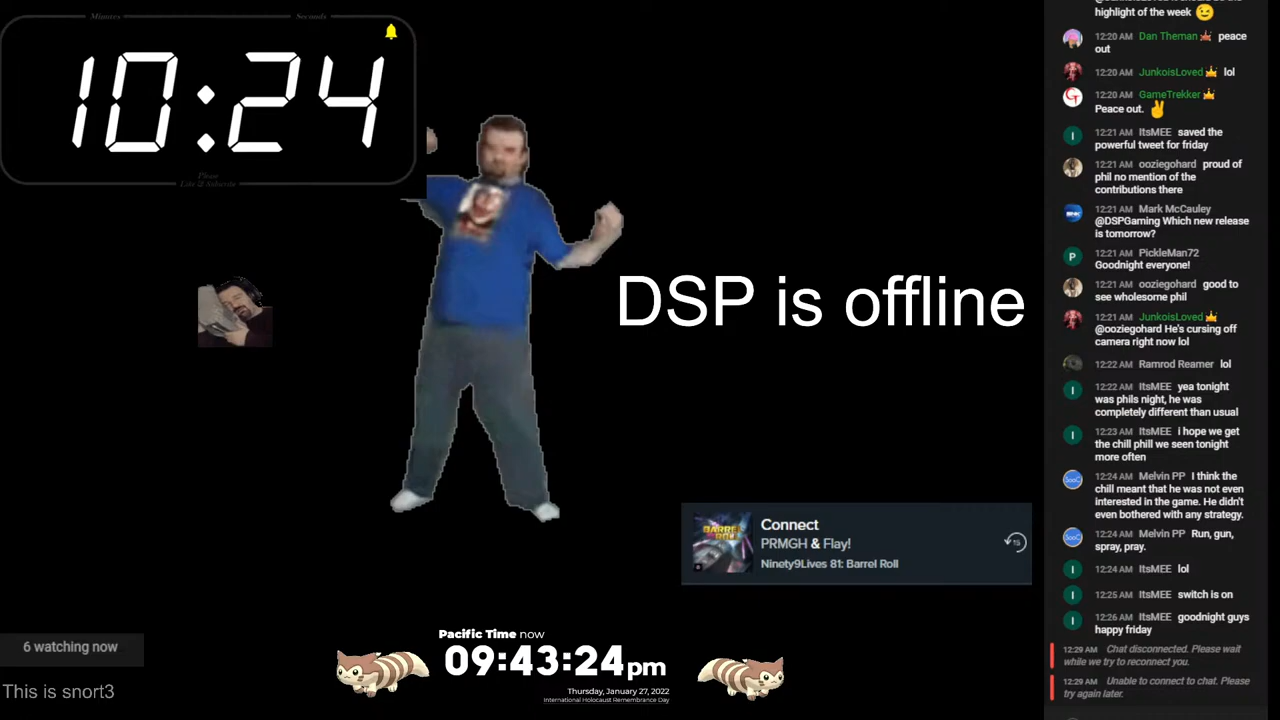 Minutes
Seconds
10:24
Please
Like & Subscribe
DSP is offline
Connect
PRMGH & Flay!
Ninety9Lives 81: Barrel Roll
15
BARREL
ROLL
6 watching now
This is snort3
Pacific Time now
09:43:24pm
Thursday, January 27, 2022
International Holocaust Remembrance Day
highlight of the week 😉
12:20 AM Dan Theman peace
out
12:20 AM JunkoisLoved lol
12:20 AM GameTrekker
Peace out. ✌
12:21 AM ItsMEE saved the
powerful tweet for friday
12:21 AM ooziegohard proud of
phil no mention of the
contributions there
12:21 AM Mark McCauley
@DSPGaming Which new release
is tomorrow?
12:21 AM PickleMan72
Goodnight everyone!
12:21 AM ooziegohard good to
see wholesome phil
12:21 AM JunkoisLoved
@ooziegohard He's cursing off
camera right now lol
12:22 AM Ramrod Reamer lol
12:22 AM ItsMEE yea tonight
was phils night, he was
completely different than usual
12:23 AM ItsMEE i hope we get
the chill phill we seen tonight
more often
12:24 AM Melvin PP I think the
chill meant that he was not even
interested in the game. He didn't
even bothered with any strategy.
12:24 AM Melvin PP Run, gun,
spray, pray.
12:24 AM ItsMEE lol
12:25 AM ItsMEE switch is on
12:26 AM ItsMEE goodnight guys
happy friday
12:29 AM Chat disconnected. Please wait
while we try to reconnect you.
12:29 AM Unable to connect to chat. Please
try again later.